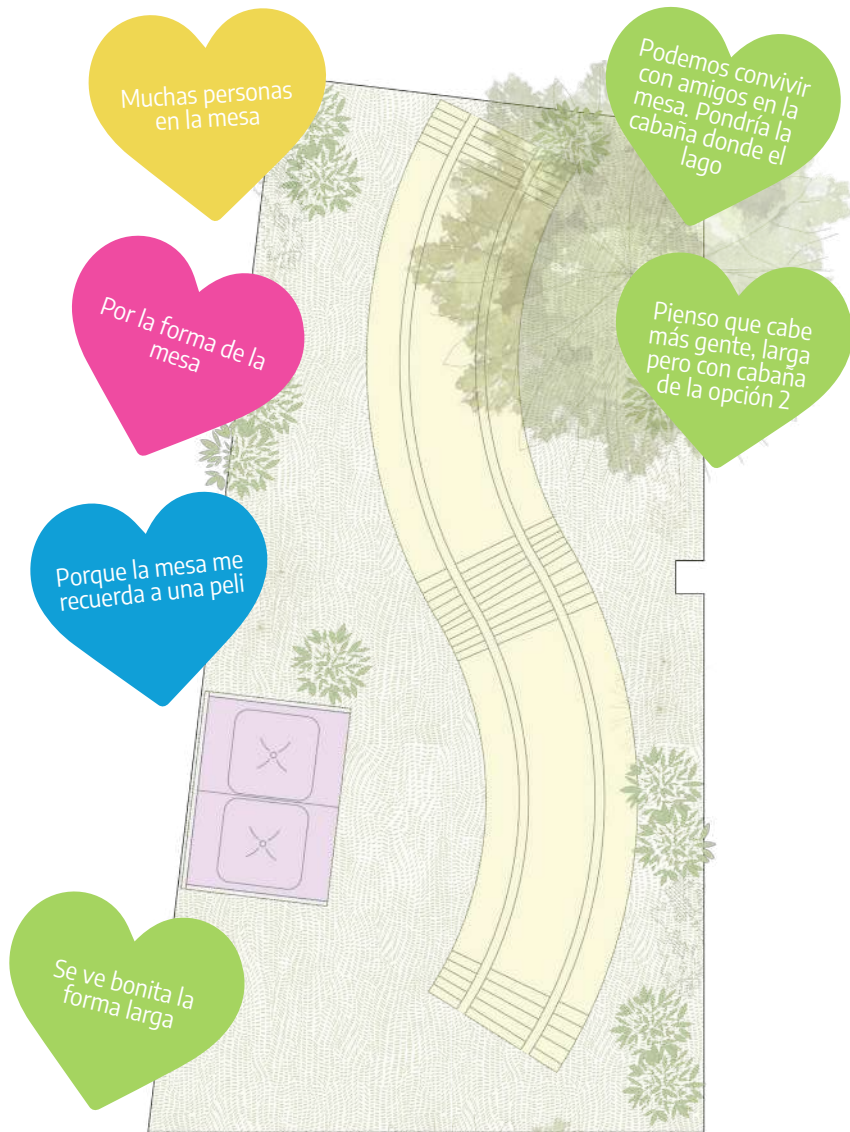 Muchas personas
en la mesa
Podemos convivir
con amigos en la
mesa. Pondría la
cabaña donde el
lago
Por la forma de la
mesa
Pienso que cabe
más gente, larga
pero con cabaña
de la opción 2
Porque la mesa me
recuerda a una peli
Se ve bonita la
forma larga